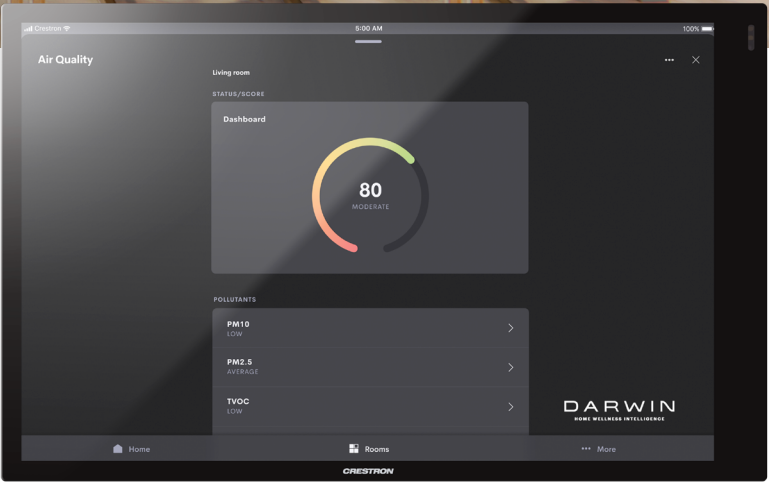 Crestron
5:00 AM
100%
Air Quality
Living room
STATUS/SCORE
Dashboard
80
MODERATE
POLLUTANTS
PM10
LOW
PM2.5
AVERAGE
TVOC
LOW
DARWIN
HOME WELLNESS INTELLIGENCE
Home
Rooms
More
CRESTRON